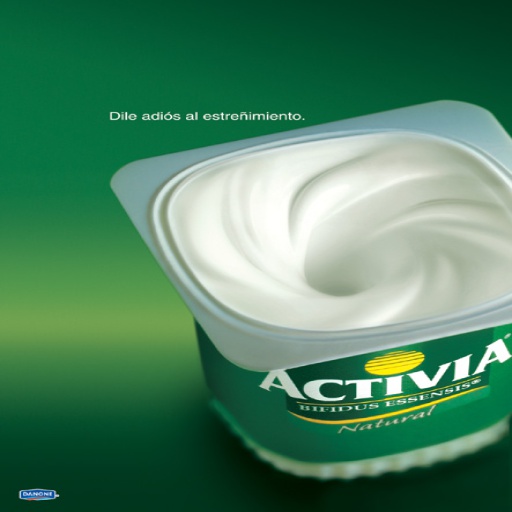 Dile adiós al estreñimiento.
ACTIVIA
BIFIDUS ESSENSIS®
Natural
DANONE